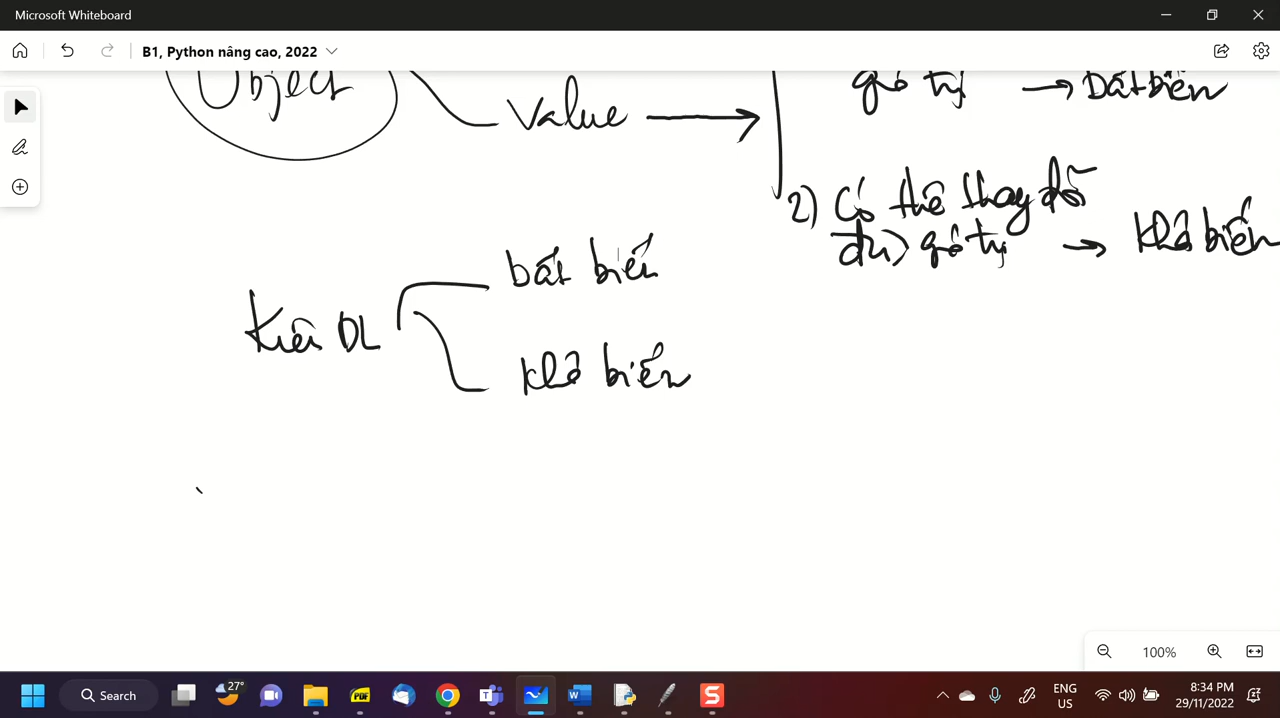 Microsoft Whiteboard
B1, Python nâng cao, 2022
Object
Value
giá trị → Bất biến
2) Có thể thay đổi
được giá trị → Khả biến
Kiểu DL
bất biến
Khả biến
100%
27°
Search
ENG
US
8:34 PM
29/11/2022